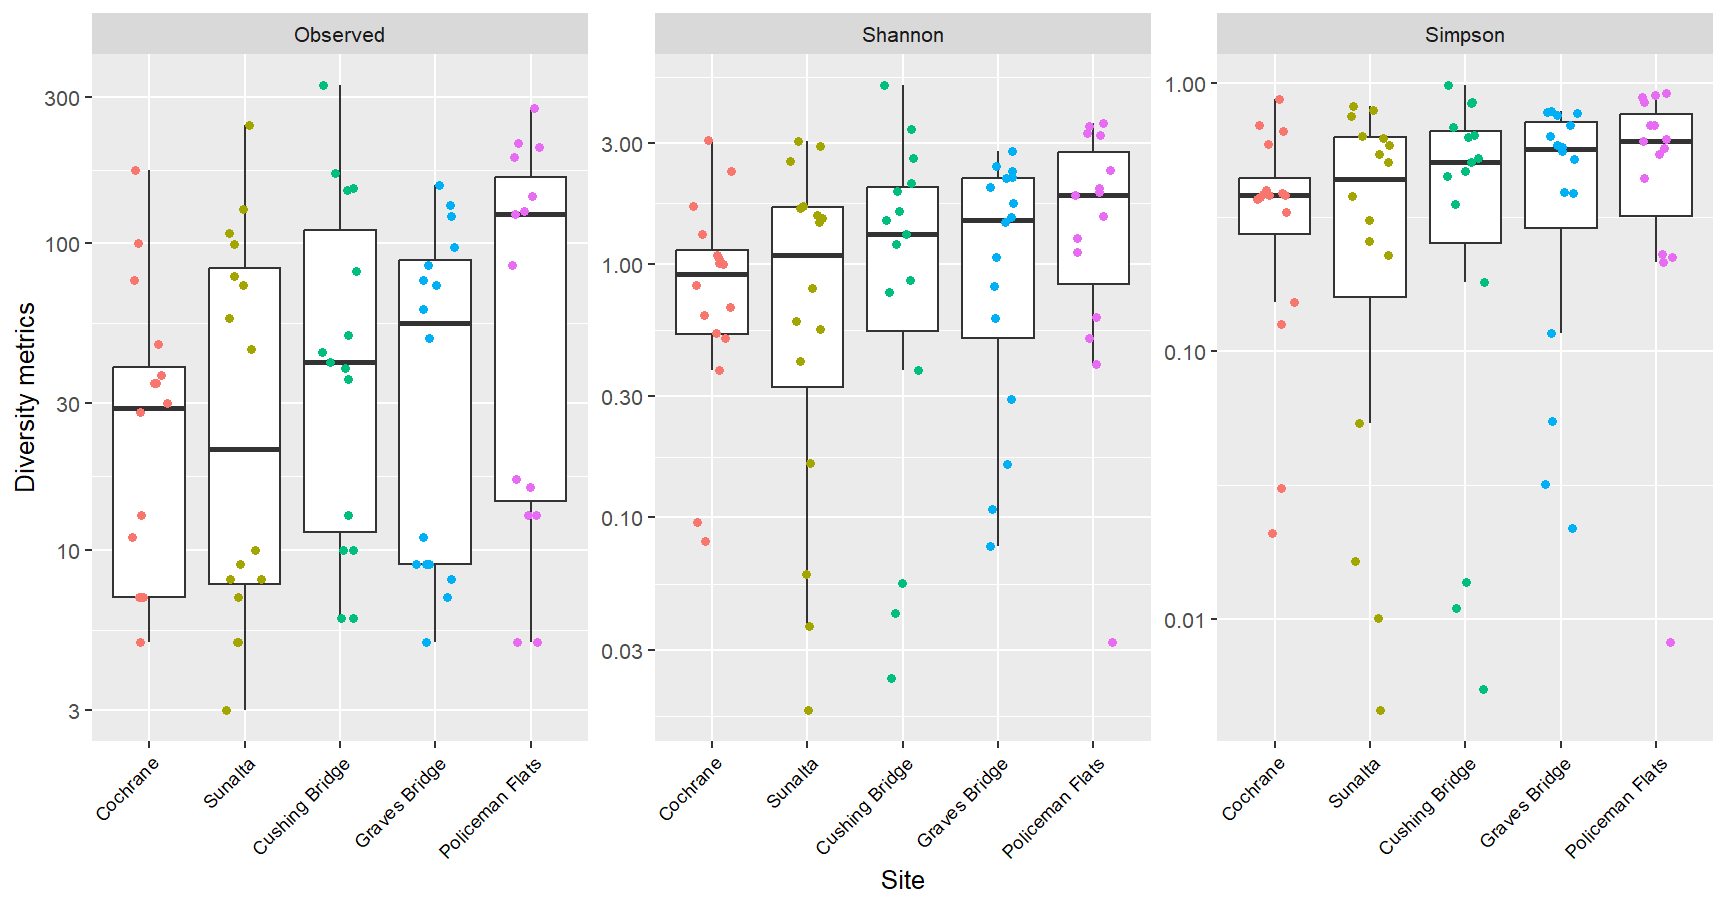 Observed
Shannon
Simpson
Diversity metrics
300
100
30
10
3
3.00
1.00
0.30
0.10
0.03
1.00
0.10
0.01
Cochrane
Sunalta
Cushing Bridge
Graves Bridge
Policeman Flats
Cochrane
Sunalta
Cushing Bridge
Graves Bridge
Policeman Flats
Cochrane
Sunalta
Cushing Bridge
Graves Bridge
Policeman Flats
Site